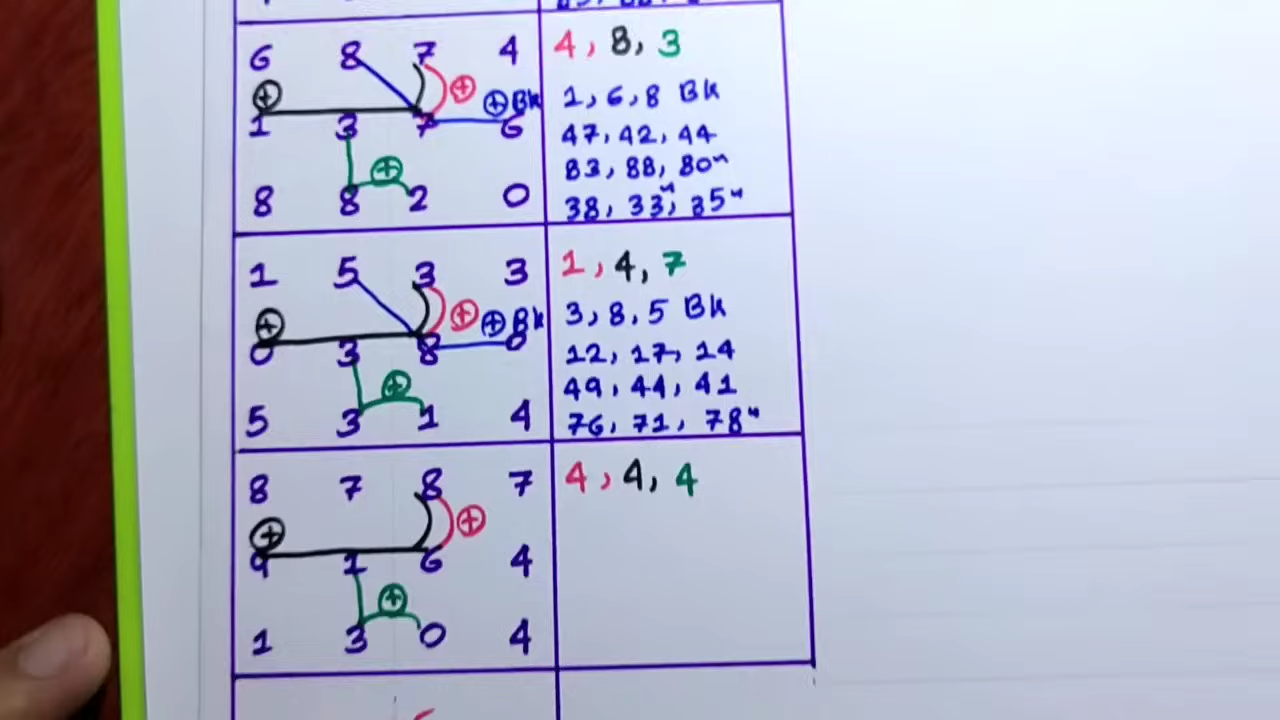 6 8 7 4 4, 8, 3
⊕ ⊕ ⊕ Bk 1, 6, 8 Bk
1 3 7 6 47, 42, 44
⊕ 83, 88, 80"
8 8 2 0 38, 33", 35"
1 5 3 3 1, 4, 7
⊕ ⊕ ⊕ Bk 3, 8, 5 Bk
0 3 8 0 12, 17, 14
⊕ 49, 44, 41
5 3 1 4 76, 71, 78"
8 7 8 7 4, 4, 4
⊕ ⊕
9 1 6 4
⊕
1 3 0 4